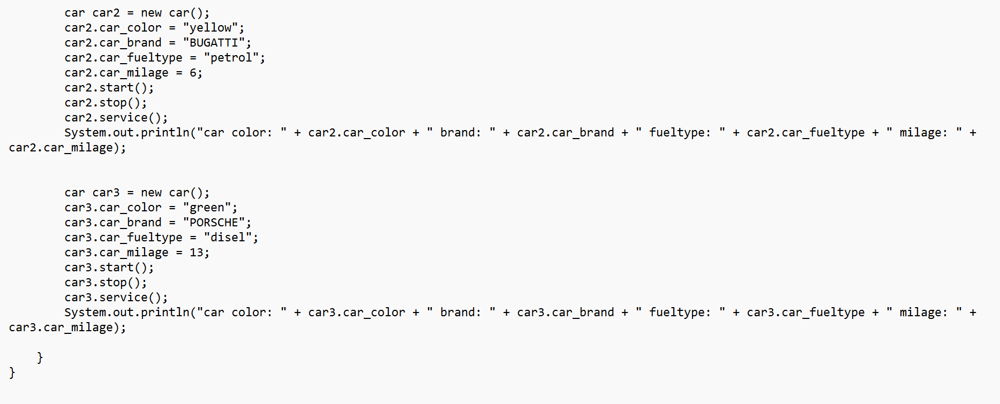 car car2 = new car();
car2.car_color = "yellow";
car2.car_brand = "BUGATTI";
car2.car_fueltype = "petrol";
car2.car_milage = 6;
car2.start();
car2.stop();
car2.service();
System.out.println("car color: " + car2.car_color + " brand: " + car2.car_brand + " fueltype: " + car2.car_fueltype + " milage: " +
car2.car_milage);
car car3 = new car();
car3.car_color = "green";
car3.car_brand = "PORSCHE";
car3.car_fueltype = "disel";
car3.car_milage = 13;
car3.start();
car3.stop();
car3.service();
System.out.println("car color: " + car3.car_color + " brand: " + car3.car_brand + " fueltype: " + car3.car_fueltype + " milage: " +
car3.car_milage);
}
}